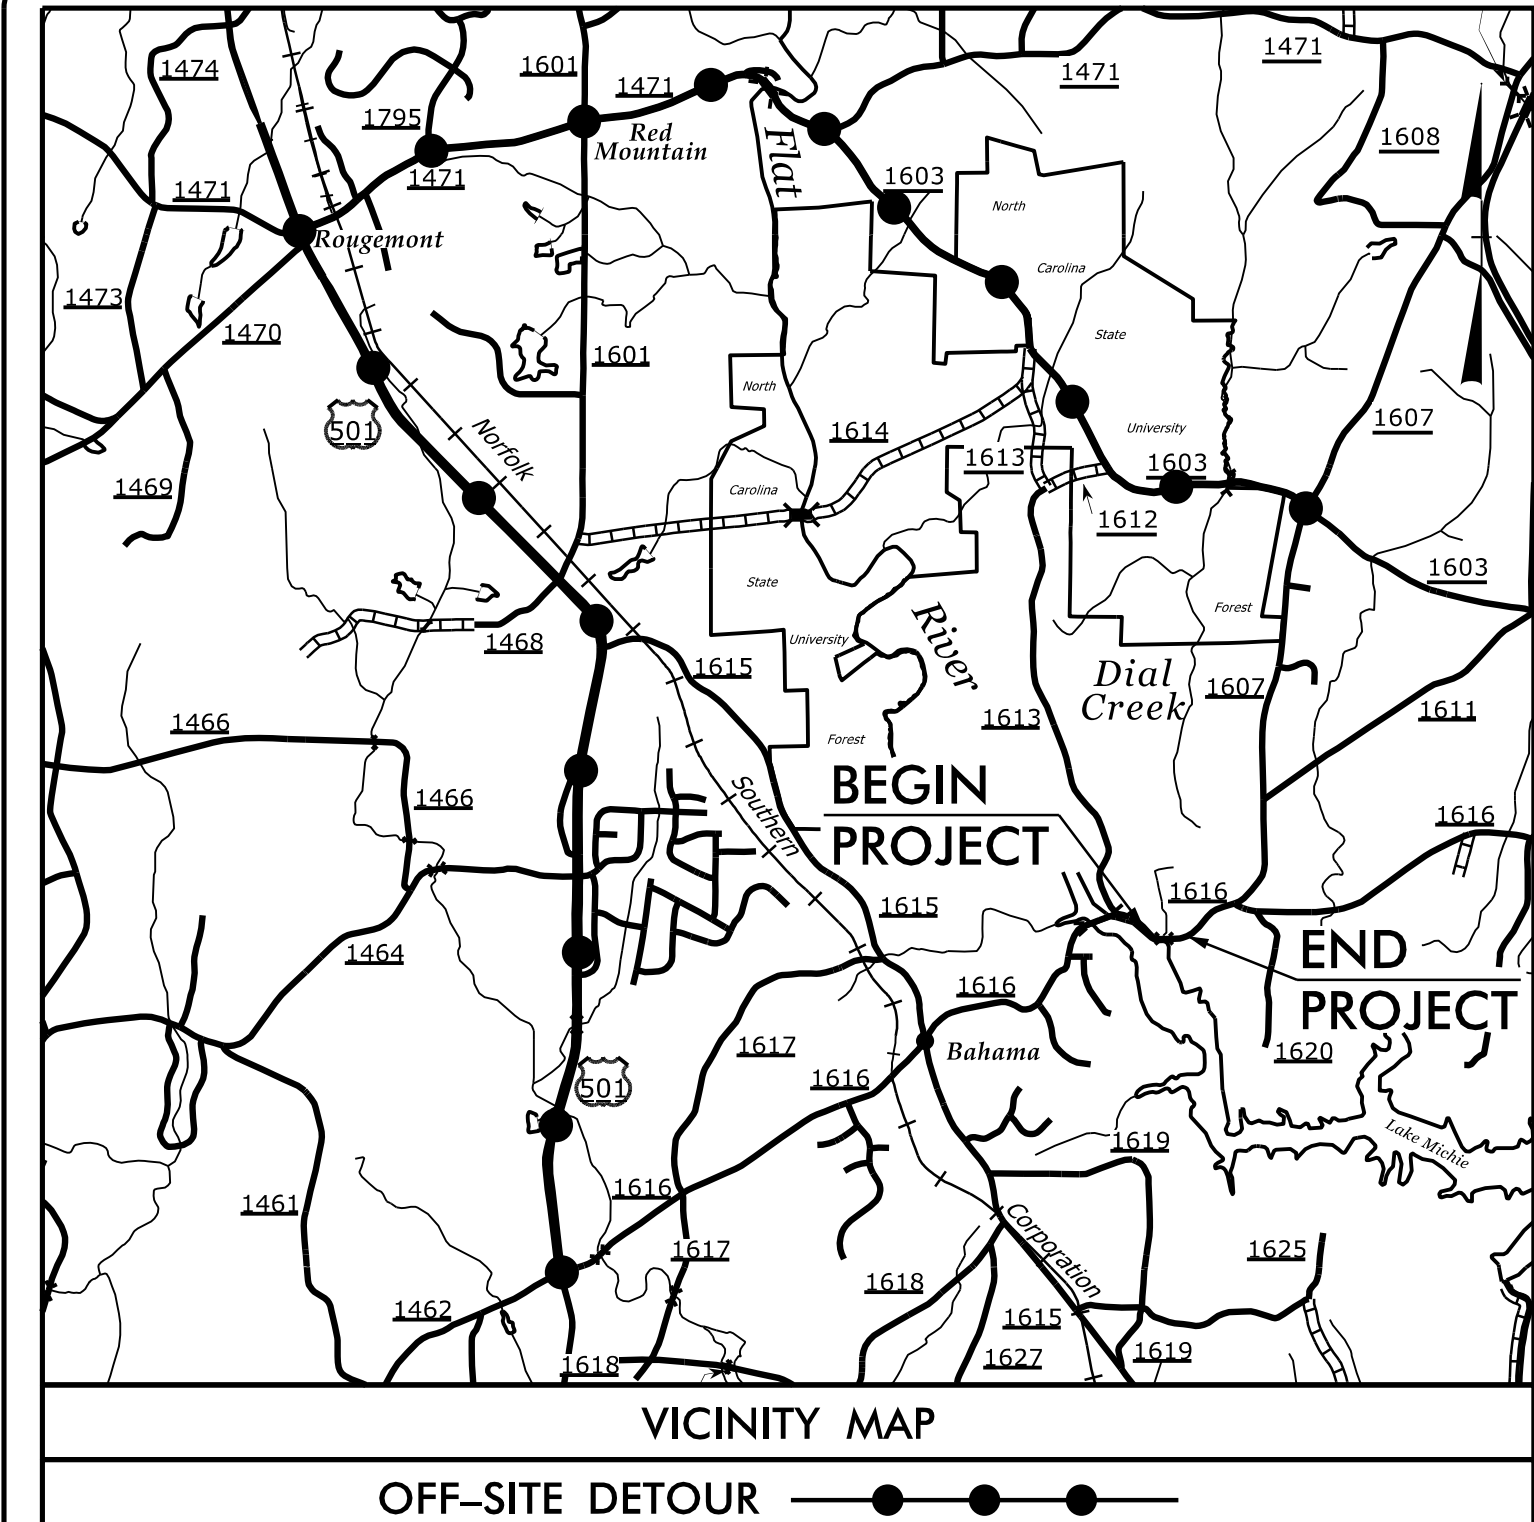 1474
1601
1471
1471
1471
1795
Red
Mountain
Flat
1608
1471
1471
1603
North
Rougemont
Carolina
1473
1470
1601
State
North
501
Norfolk
1614
University
1607
1613
1603
1469
Carolina
1612
State
1603
Forest
River
University
1468
1615
Dial
Creek
1607
1613
1611
1466
Forest
BEGIN
PROJECT
1466
Southern
1616
1616
1615
1464
END
PROJECT
1616
1617
Bahama
1620
1616
501
Lake Michie
1619
1616
1461
Corporation
1617
1625
1618
1462
1615
1618
1627
1619
VICINITY MAP
OFF-SITE DETOUR